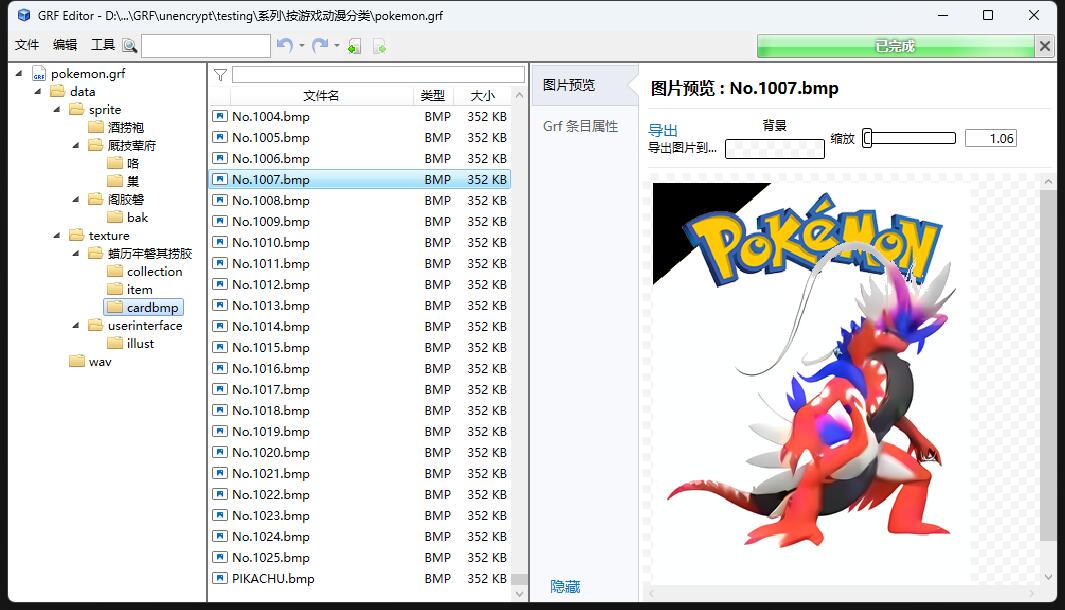 GRF Editor - D:\...\GRF\unencrypt\testing\系列\按游戏动漫分类\pokemon.grf
文件 编辑 工具
已完成
pokemon.grf
data
sprite
酒捞袍
厩技荤府
咯
巢
阁胶磐
bak
texture
蜡历牢磐其捞胶
collection
item
cardbmp
userinterface
illust
wav
文件名 类型 大小
No.1004.bmp BMP 352 KB
No.1005.bmp BMP 352 KB
No.1006.bmp BMP 352 KB
No.1007.bmp BMP 352 KB
No.1008.bmp BMP 352 KB
No.1009.bmp BMP 352 KB
No.1010.bmp BMP 352 KB
No.1011.bmp BMP 352 KB
No.1012.bmp BMP 352 KB
No.1013.bmp BMP 352 KB
No.1014.bmp BMP 352 KB
No.1015.bmp BMP 352 KB
No.1016.bmp BMP 352 KB
No.1017.bmp BMP 352 KB
No.1018.bmp BMP 352 KB
No.1019.bmp BMP 352 KB
No.1020.bmp BMP 352 KB
No.1021.bmp BMP 352 KB
No.1022.bmp BMP 352 KB
No.1023.bmp BMP 352 KB
No.1024.bmp BMP 352 KB
No.1025.bmp BMP 352 KB
PIKACHU.bmp BMP 352 KB
图片预览
Grf 条目属性
隐藏
图片预览 : No.1007.bmp
导出
导出图片到...
背景
缩放
1.06
POKéMON